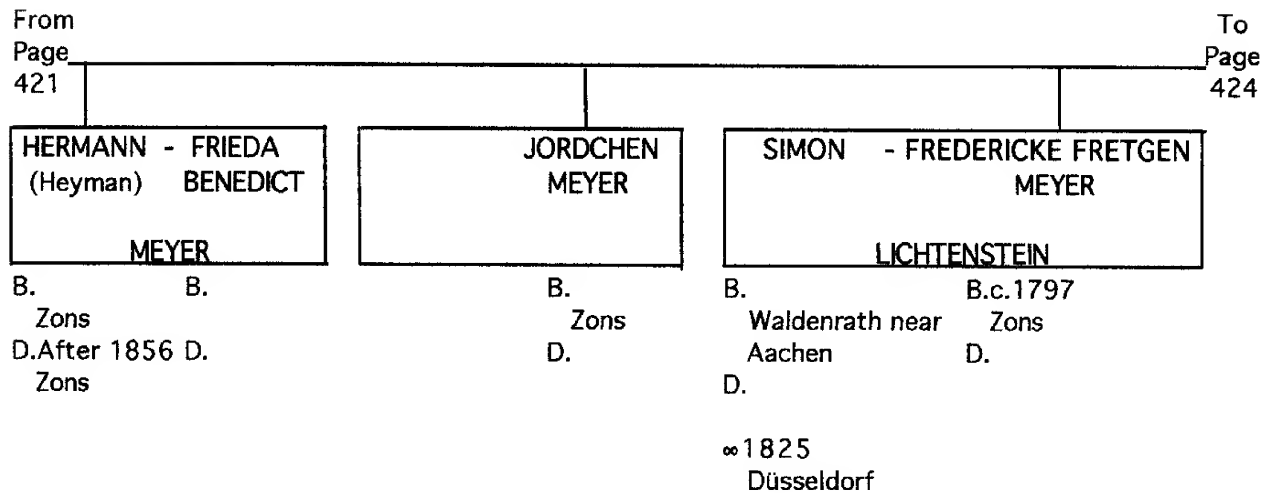 From
Page
421
To
Page
424
HERMANN - FRIEDA
(Heyman) BENEDICT
MEYER
B. B.
Zons
D.After 1856 D.
Zons
JORDCHEN
MEYER
B.
Zons
D.
SIMON - FREDERICKE FRETGEN
MEYER
LICHTENSTEIN
B. B.c.1797
Waldenrath near Zons
Aachen D.
D.
∞1825
Düsseldorf